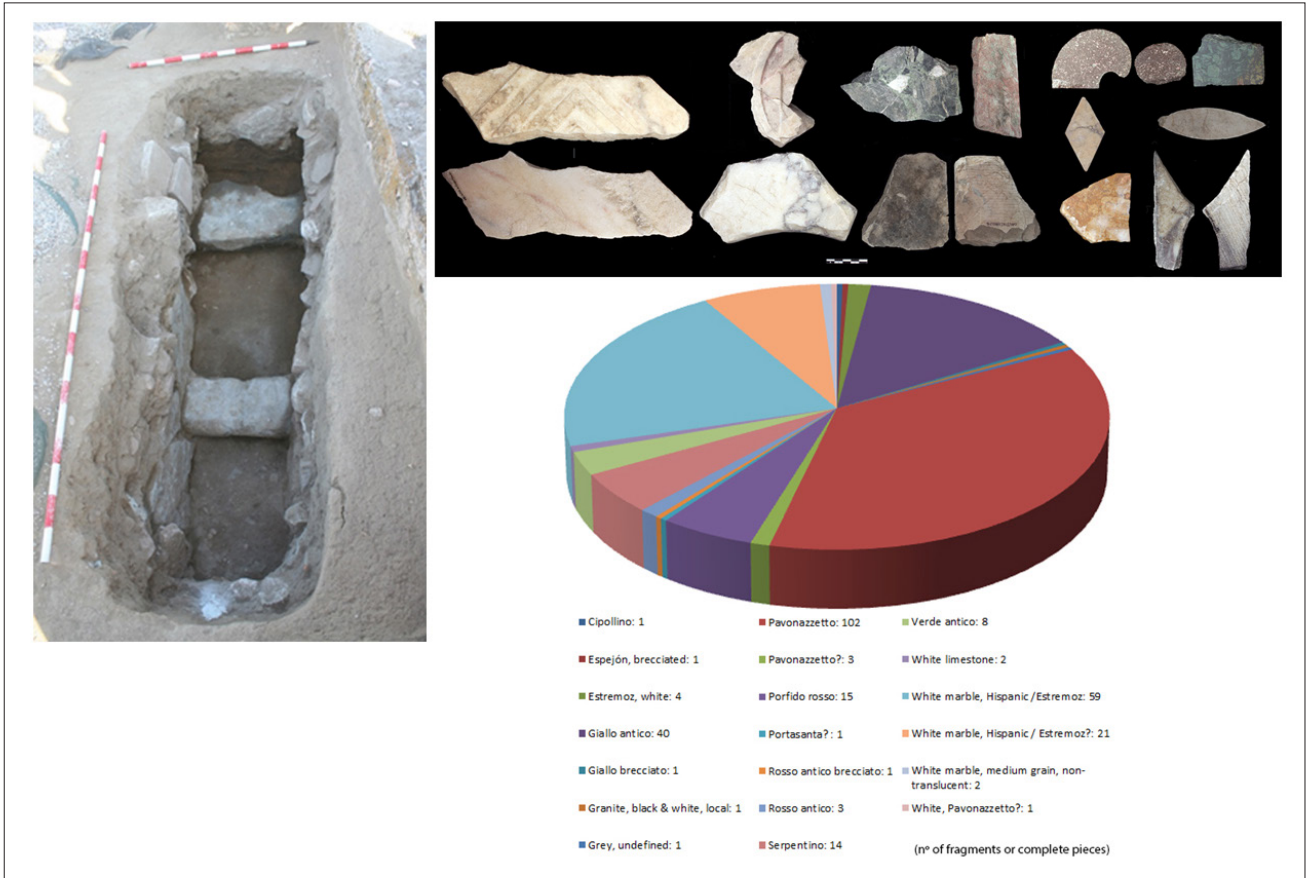 Cipollino: 1
Pavonazzetto: 102
Verde antico: 8
Espejón, brecciated: 1
Pavonazzetto?: 3
White limestone: 2
Estremoz, white: 4
Porfido rosso: 15
White marble, Hispanic /Estremoz: 59
Giallo antico: 40
Portasanta? : 1
White marble, Hispanic / Estremoz?: 21
Giallo brecciato: 1
Rosso antico brecciato: 1
White marble, medium grain, non-
translucent: 2
Granite, black & white, local: 1
Rosso antico: 3
White, Pavonazzetto?: 1
Grey, undefined: 1
Serpentino: 14
(nº of fragments or complete pieces)